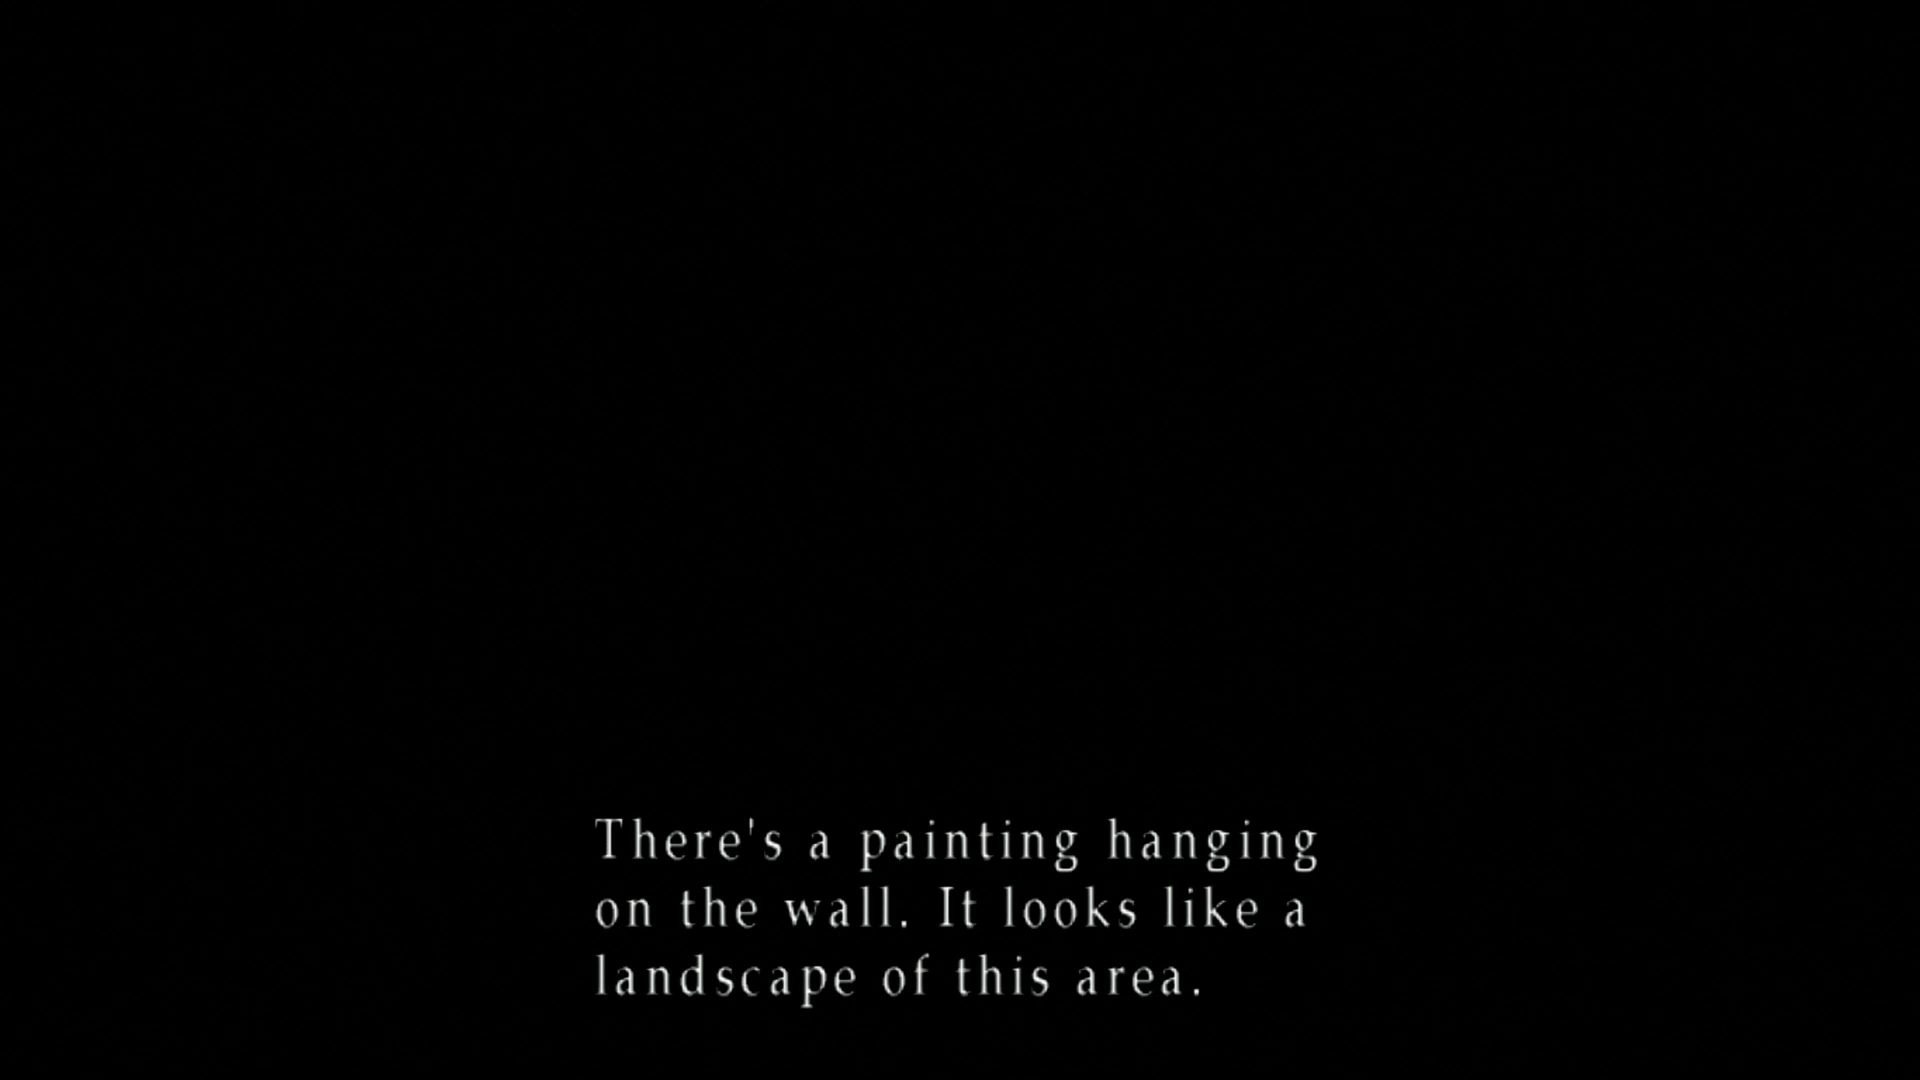 There's a painting hanging
on the wall. It looks like a
landscape of this area.